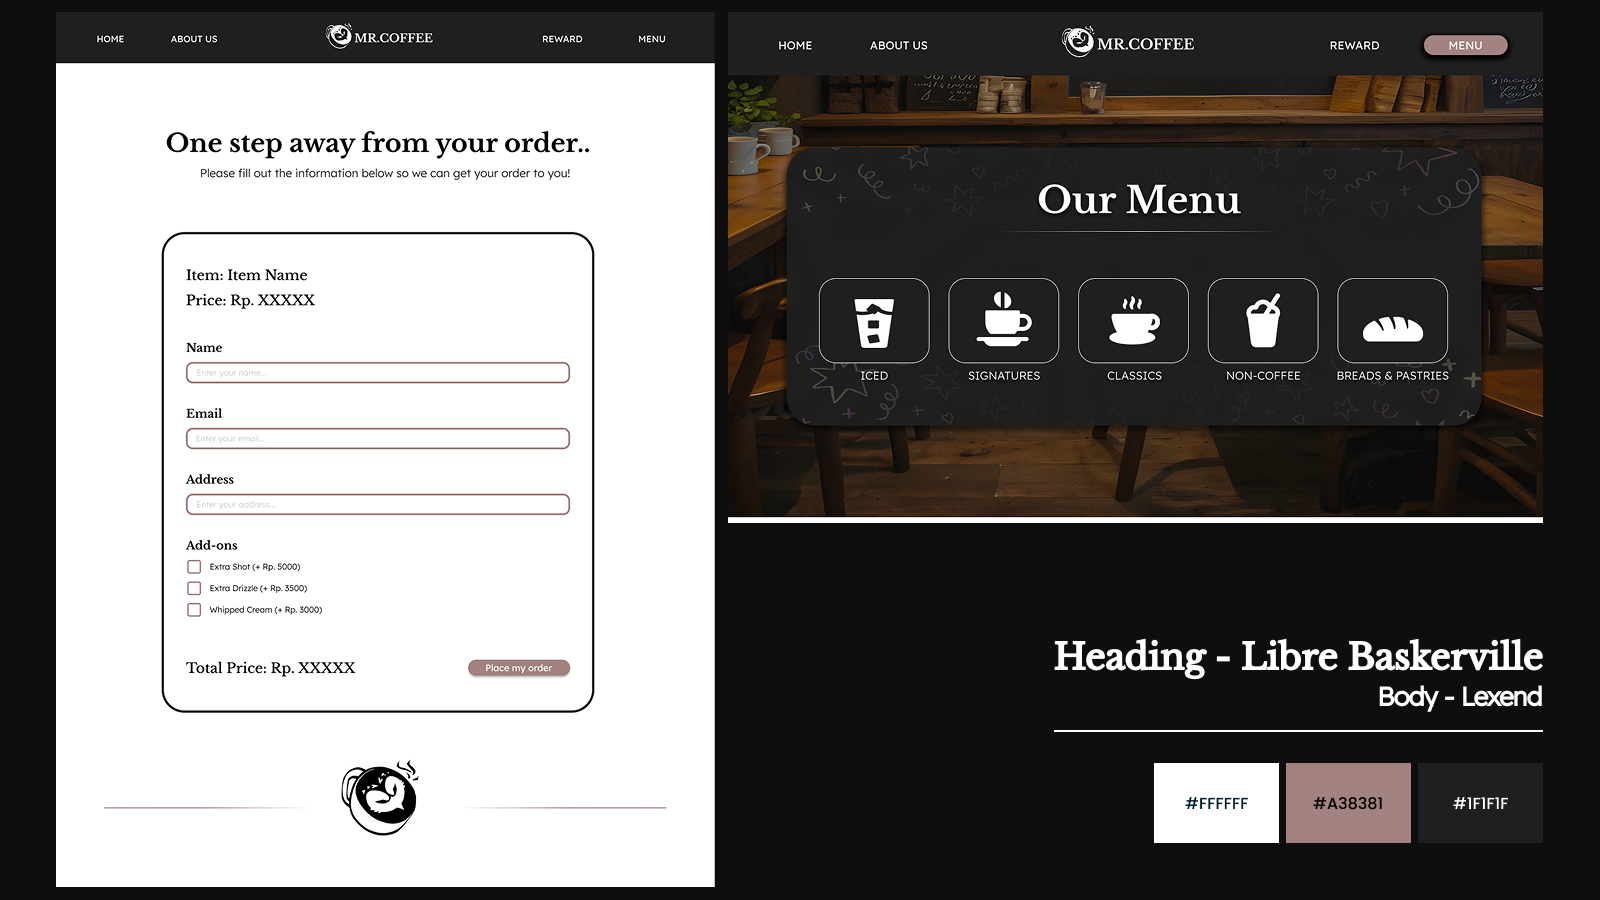 HOME
ABOUT US
MR.COFFEE
REWARD
MENU
One step away from your order..
Please fill out the information below so we can get your order to you!
Item: Item Name
Price: Rp. XXXXX
Name
Enter your name...
Email
Enter your email...
Address
Enter your address...
Add-ons
Extra Shot (+ Rp. 5000)
Extra Drizzle (+ Rp. 3500)
Whipped Cream (+ Rp. 3000)
Total Price: Rp. XXXXX
Place my order
HOME
ABOUT US
MR.COFFEE
REWARD
MENU
Our Menu
ICED
SIGNATURES
CLASSICS
NON-COFFEE
BREADS & PASTRIES
Heading - Libre Baskerville
Body - Lexend
#FFFFFF
#A38381
#1F1F1F